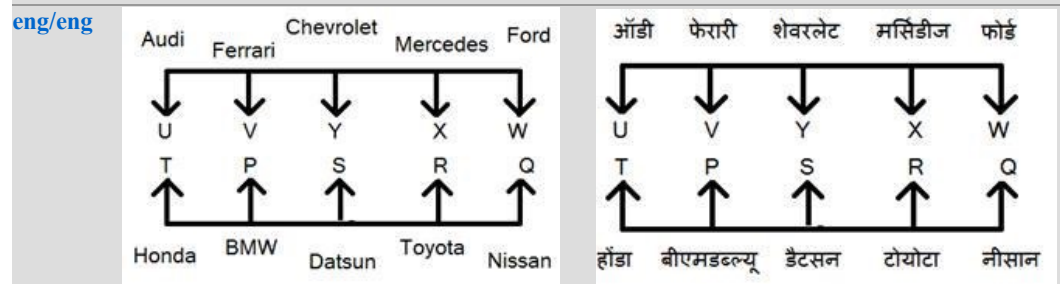 eng/eng
Audi Ferrari Chevrolet Mercedes Ford
U V Y X W
T P S R Q
Honda BMW Datsun Toyota Nissan
ऑडी फेरारी शेवरलेट मर्सिडीज फोर्ड
U V Y X W
T P S R Q
होंडा बीएमडब्ल्यू डैटसन टोयोटा नीसान